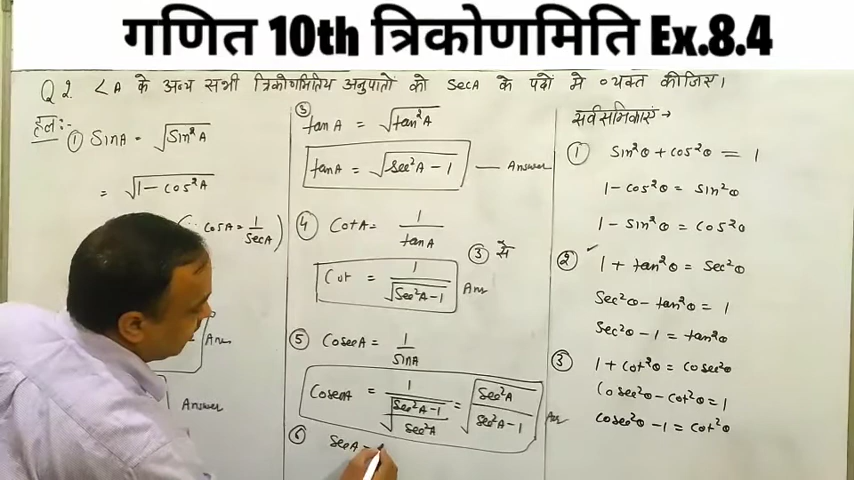 गणित 10th त्रिकोणमिति Ex.8.4
Q2. ∠A के अन्य सभी त्रिकोणमितिय अनुपातों को secA के पदों मे व्यक्त कीजिए।
हलः-
① SinA = √Sin²A
= √1 - cos²A
(∵ cosA = 1/SecA)
Ans
Answer
③
tanA = √tan²A
tanA = √Sec²A - 1 — Answer
④ CotA = 1/tanA
③ से
Cot = 1/√Sec²A-1 Ans
⑤ CosecA = 1/SinA
CosecA = 1/√(Sec²A-1/Sec²A) = √(Sec²A/Sec²A-1) Ans
⑥ SecA -
सर्वसमिकाएं →
① Sin²θ + cos²θ = 1
1 - cos²θ = sin²θ
1 - sin²θ = cos²θ
② 1 + tan²θ = Sec²θ
Sec²θ - tan²θ = 1
Sec²θ - 1 = tan²θ
③ 1 + cot²θ = cosec²θ
Cosec²θ - cot²θ = 1
cosec²θ - 1 = cot²θ